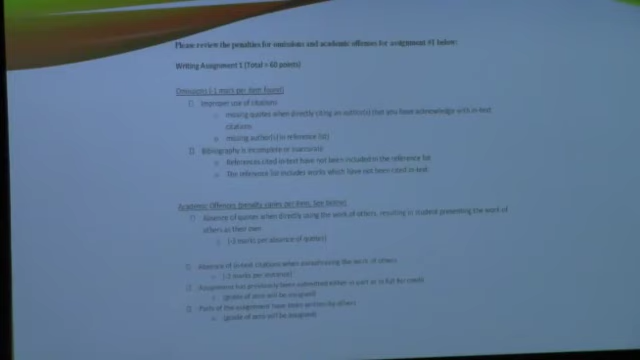 Please review the penalties for omissions and academic offenses for assignment #1 below:
Writing Assignment 1 (Total = 60 points)
Omissions (-1 mark per item found)
1) Improper use of citations
o missing quotes when directly citing an author(s) that you have acknowledge with in-text
citations
o missing author(s) in reference list)
2) Bibliography is incomplete or inaccurate
o References cited in-text have not been included in the reference list
o The reference list includes works which have not been cited in-text
Academic Offenses (penalty varies per item, see below)
1) Absence of quotes when directly using the work of others, resulting in student presenting the work of
others as their own
o (-2 marks per absence of quotes)
Absence of in-text citations when using the work of others
o (-2 marks per
Assignment has previously been submitted either in part or in full for credit
o (grade of zero will be assigned)
Parts of the assignment have been written by others
o (grade of zero will be assigned)